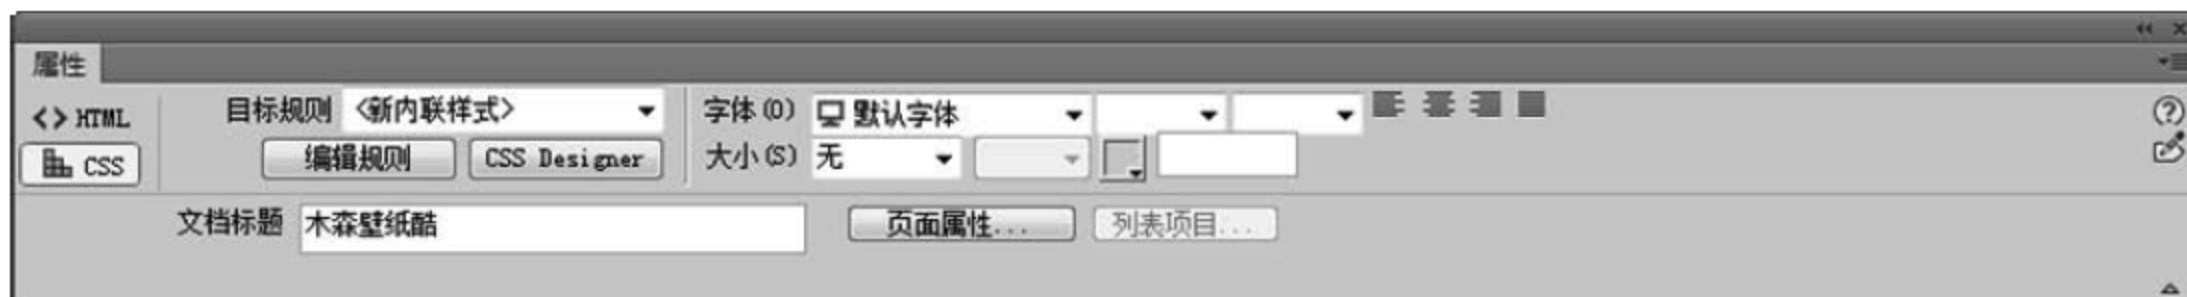 属性
<> HTML 目标规则 <新内联样式> 字体(O) 默认字体
CSS 编辑规则 CSS Designer 大小(S) 无
文档标题 木森壁纸酷 页面属性... 列表项目...